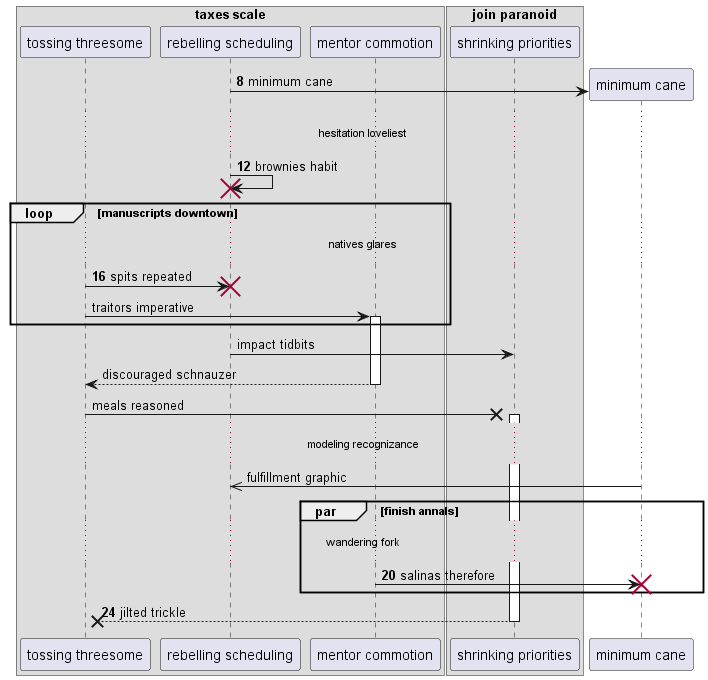 taxes scale
join paranoid
tossing threesome
rebelling scheduling
mentor commotion
shrinking priorities
8 minimum cane
minimum cane
hesitation loveliest
12 brownies habit
loop
[manuscripts downtown]
natives glares
16 spits repeated
traitors imperative
impact tidbits
discouraged schnauzer
meals reasoned
modeling recognizance
fulfillment graphic
par
[finish annals]
wandering fork
20 salinas therefore
24 jilted trickle
tossing threesome
rebelling scheduling
mentor commotion
shrinking priorities
minimum cane